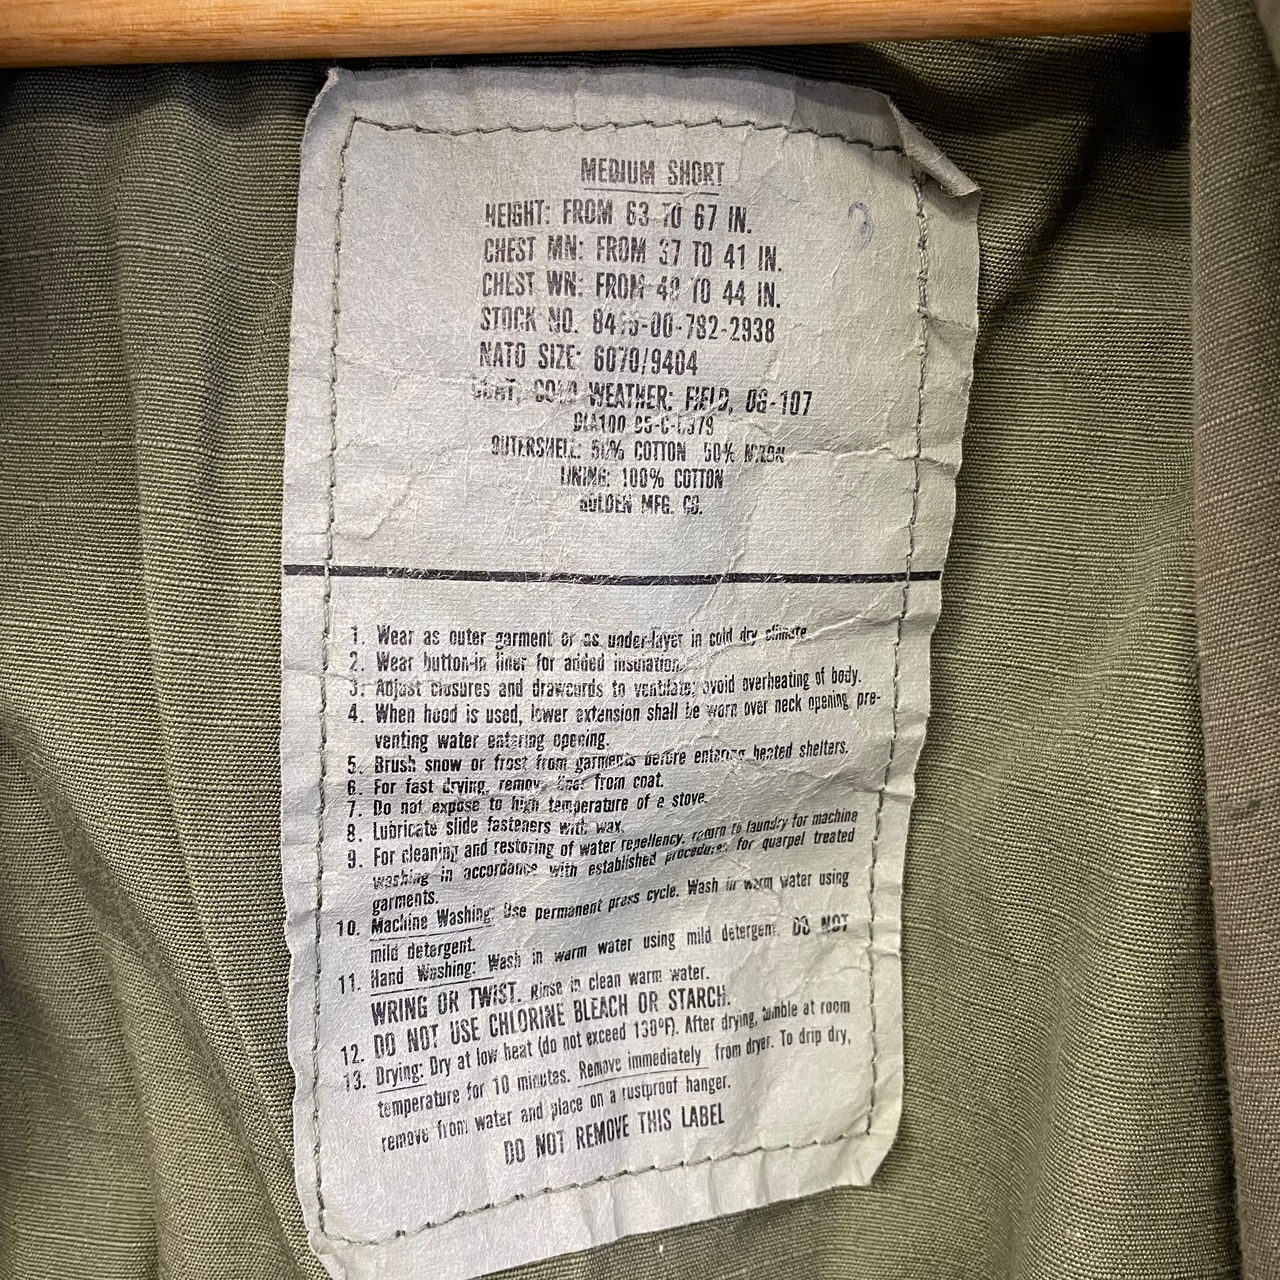 MEDIUM SHORT
HEIGHT: FROM 63 TO 67 IN.
CHEST MN: FROM 37 TO 41 IN.
CHEST WN: FROM 40 TO 44 IN.
STOCK NO. 8415-00-782-2938
NATO SIZE: 6070/9404
COAT, COLD WEATHER: FIELD, OG-107
OUTERSHELL: 50% COTTON 50% NYLON
LINING: 100% COTTON
GOLDEN MFG. CO.
1. Wear as outer garment or as under-layer in cold dry climate.
2. Wear button-in liner for added insulation.
3. Adjust closures and drawcords to ventilate; avoid overheating of body.
4. When hood is used, lower extension shall be worn over neck opening, pre-
venting water entering opening.
5. Brush snow or frost from garments before entering heated shelters.
6. For fast drying, remove liner from coat.
7. Do not expose to high temperature of a stove.
8. Lubricate slide fasteners with wax.
9. For cleaning and restoring of water repellency, return to laundry for machine
washing in accordance with established procedures for quarpel treated
garments.
10. Machine Washing: Use permanent press cycle. Wash in warm water using
mild detergent.
11. Hand Washing: Wash in warm water using mild detergent. DO NOT
WRING OR TWIST. Rinse in clean warm water.
12. DO NOT USE CHLORINE BLEACH OR STARCH.
13. Drying: Dry at low heat (do not exceed 130°F). After drying, tumble at room
temperature for 10 minutes. Remove immediately from dryer. To drip dry,
remove from water and place on a rustproof hanger.
DO NOT REMOVE THIS LABEL